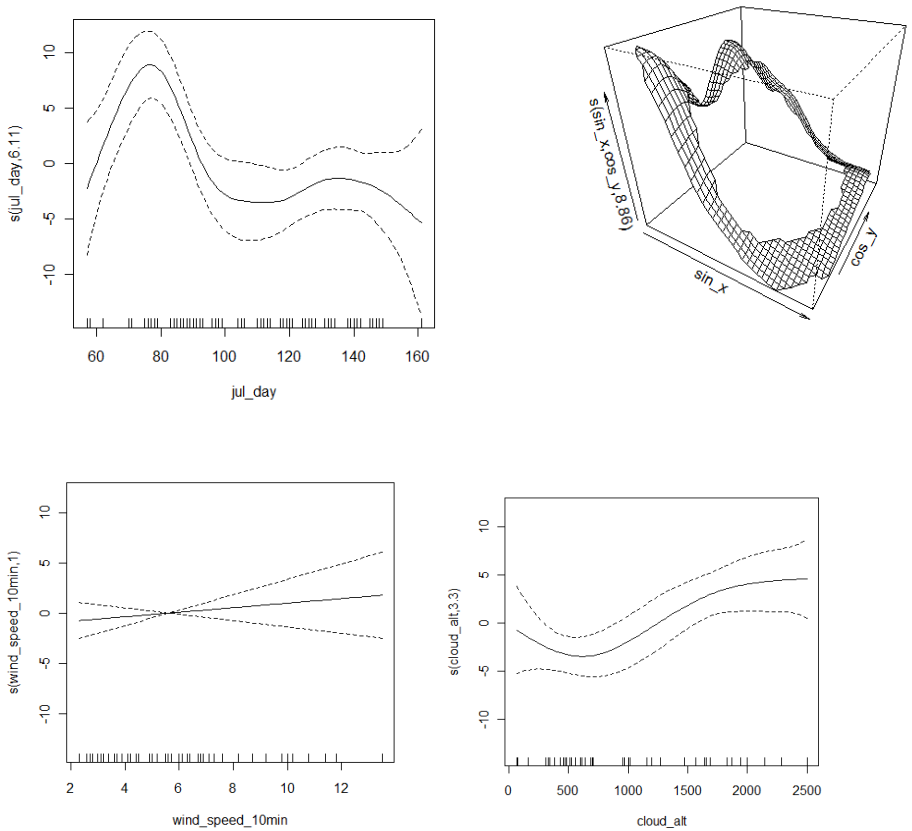 s(jul_day,6.11)
10
5
0
-5
-10
60 80 100 120 140 160
jul_day
s(sin_x,cos_y,8.86)
sin_x
cos_y
s(wind_speed_10min,1)
10
5
0
-5
-10
2 4 6 8 10 12
wind_speed_10min
s(cloud_alt,3.3)
10
5
0
-5
-10
0 500 1000 1500 2000 2500
cloud_alt